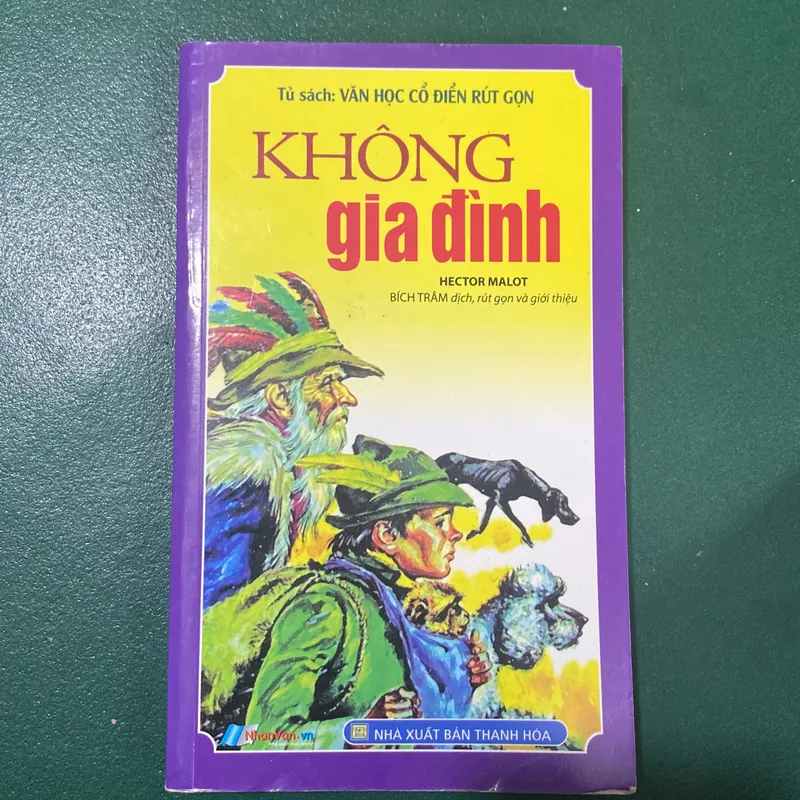 Tủ sách: VĂN HỌC CỔ ĐIỂN RÚT GỌN
KHÔNG
gia đình
HECTOR MALOT
BÍCH TRÂM dịch, rút gọn và giới thiệu
NhanVan.vn
NHÀ XUẤT BẢN THANH HÓA